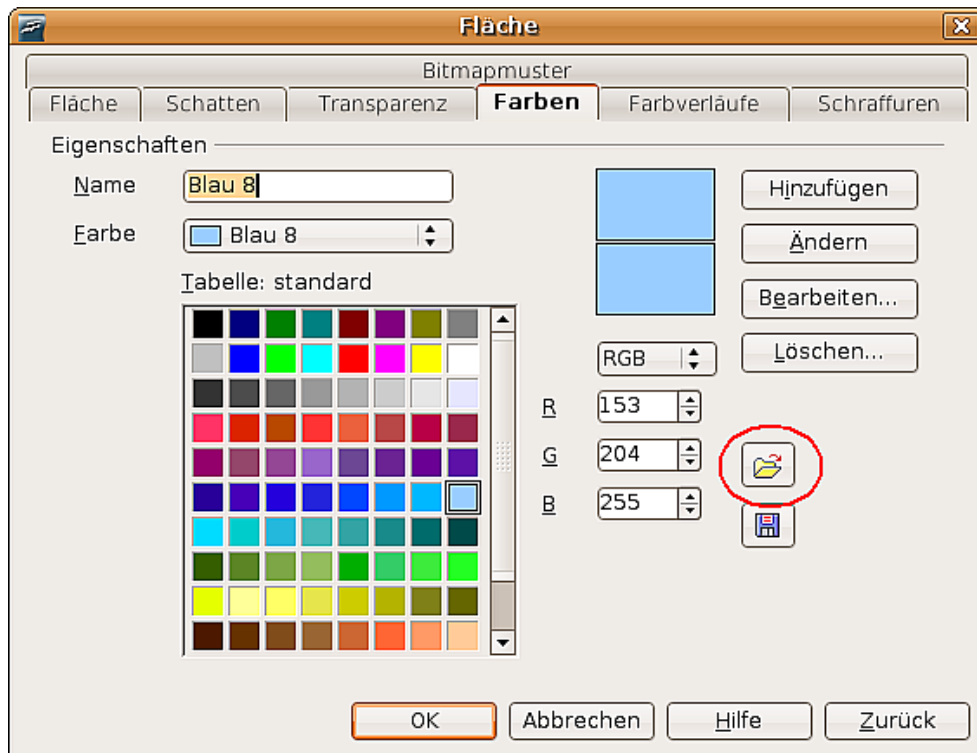 Fläche
Bitmapmuster
Fläche Schatten Transparenz Farben Farbverläufe Schraffuren
Eigenschaften
Name Blau 8 Hinzufügen
Farbe Blau 8 Ändern
Tabelle: standard
Bearbeiten...
RGB Löschen...
R 153
G 204
B 255
OK Abbrechen Hilfe Zurück